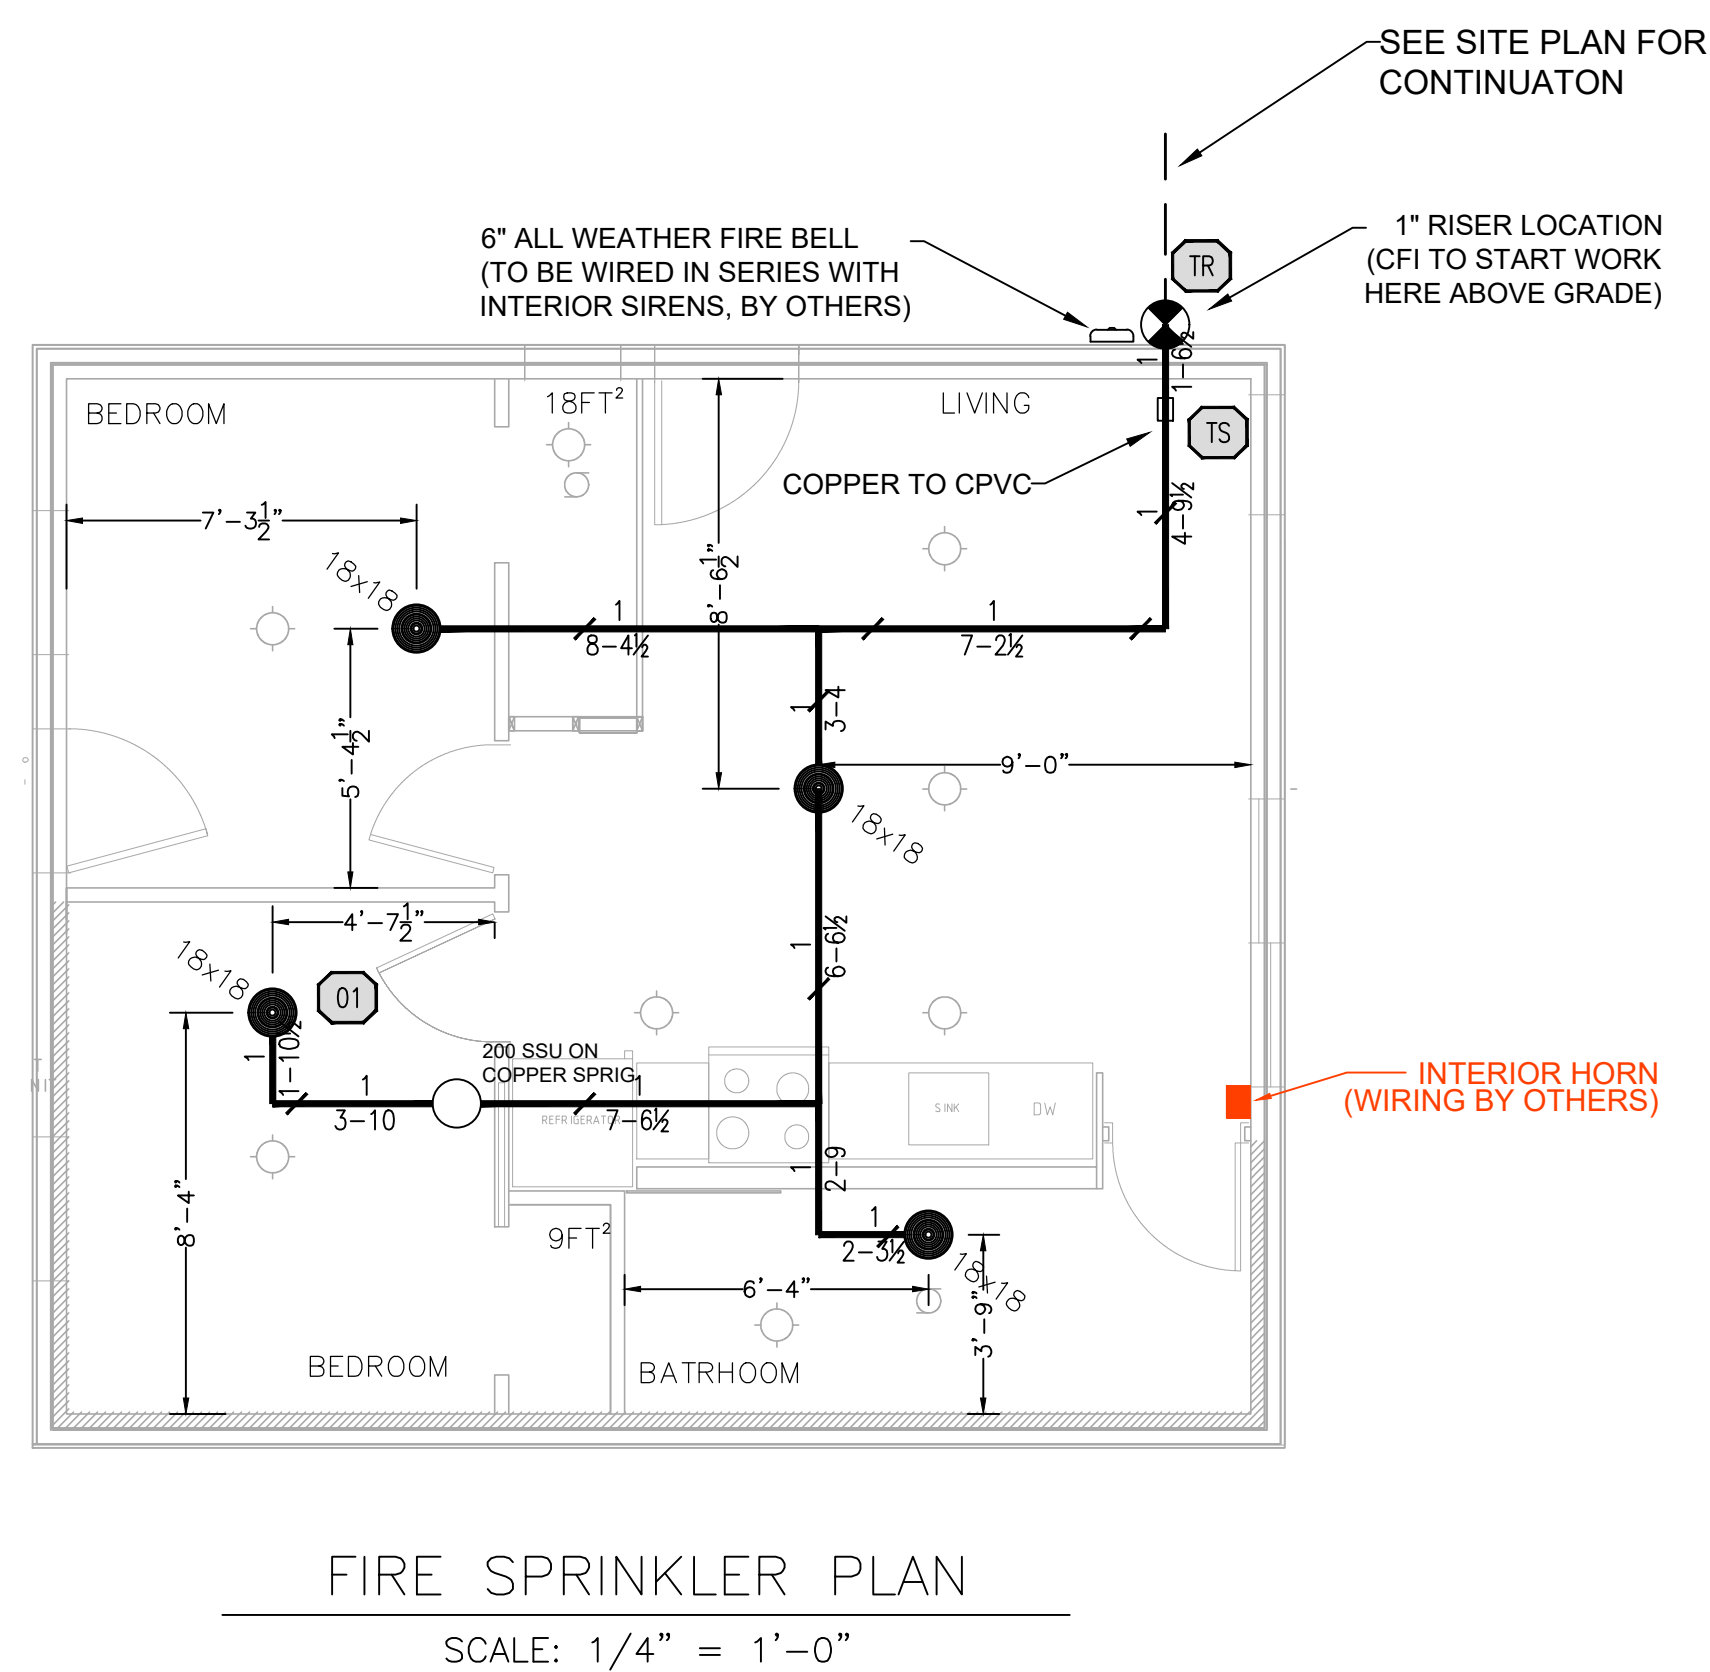 SEE SITE PLAN FOR
CONTINUATON
6" ALL WEATHER FIRE BELL
(TO BE WIRED IN SERIES WITH
INTERIOR SIRENS, BY OTHERS)
1" RISER LOCATION
(CFI TO START WORK
HERE ABOVE GRADE)
TR
1
1-6½
BEDROOM
18FT²
LIVING
TS
COPPER TO CPVC
1
4-9½
7'-3½"
18x18
8'-6½"
1
8-4½
1
7-2½
1
3-4
5'-4½"
9'-0"
18x18
4'-7½"
1
6-6½
18x18
01
1
1-10½
200 SSU ON
COPPER SPRIG
1
3-10
1
7-6½
REFRIGERATOR
SINK
DW
INTERIOR HORN
(WIRING BY OTHERS)
1
2-9
8'-4"
9FT²
1
2-3½
6'-4"
18x18
3'-9"
BEDROOM
BATRHOOM
FIRE SPRINKLER PLAN
SCALE: 1/4" = 1'-0"